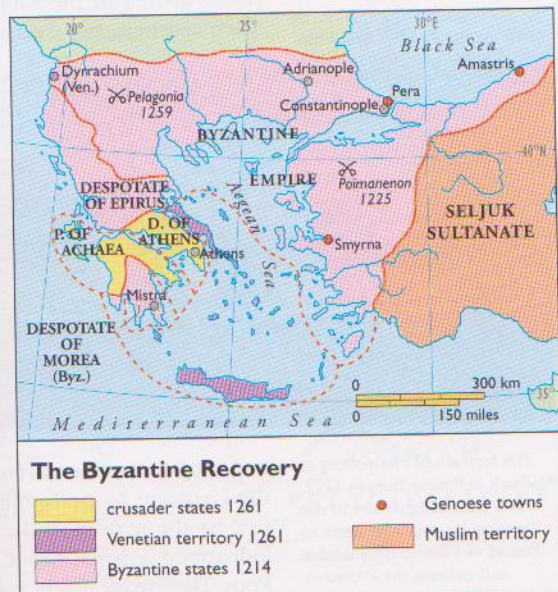 20°
25°
30°
Black Sea
Dyrrachium
(Ven.)
Pelagonia
1259
Adrianople
Pera
Constantinople
Amastris
BYZANTINE
40°N
DESPOTATE
OF EPIRUS
EMPIRE
Poimanenon
1225
Aegean
Sea
SELJUK
SULTANATE
P. OF
ACHAEA
D. OF
ATHENS
Athens
Smyrna
Mistra
DESPOTATE
OF MOREA
(Byz.)
0 300 km
0 150 miles
35°
Mediterranean Sea
The Byzantine Recovery
crusader states 1261
Venetian territory 1261
Byzantine states 1214
Genoese towns
Muslim territory